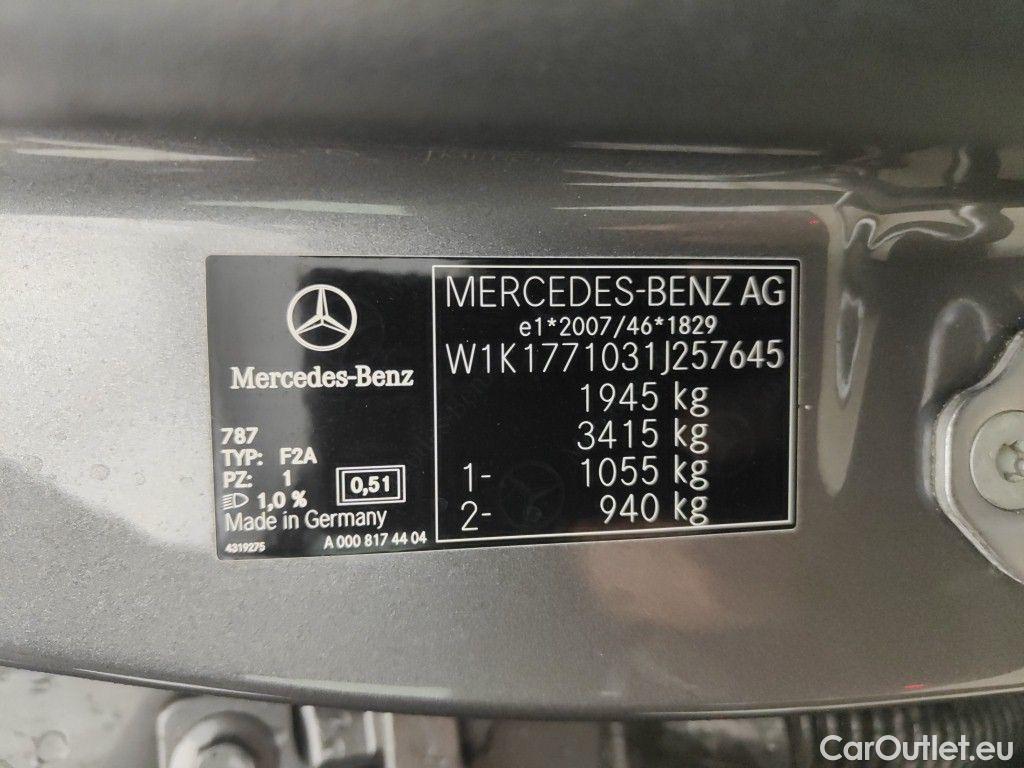 Mercedes-Benz
787
TYP: F2A
PZ: 1
1,0 %
0,51
Made in Germany
4319275 A 000 817 44 04
MERCEDES-BENZ AG
e1*2007/46*1829
W1K1771031J257645
1945 kg
3415 kg
1- 1055 kg
2- 940 kg
CarOutlet.eu